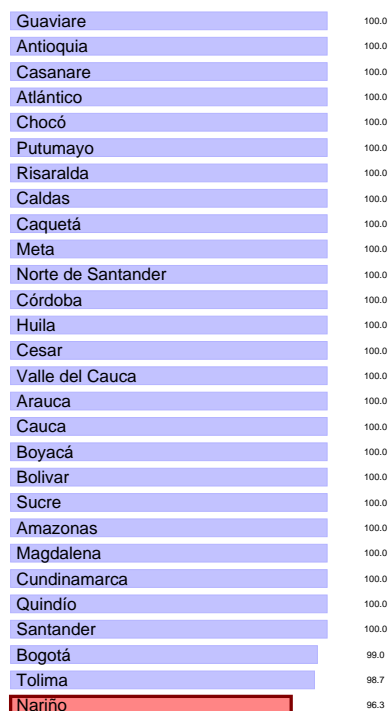 Guaviare 100.0
Antioquia 100.0
Casanare 100.0
Atlántico 100.0
Chocó 100.0
Putumayo 100.0
Risaralda 100.0
Caldas 100.0
Caquetá 100.0
Meta 100.0
Norte de Santander 100.0
Córdoba 100.0
Huila 100.0
Cesar 100.0
Valle del Cauca 100.0
Arauca 100.0
Cauca 100.0
Boyacá 100.0
Bolivar 100.0
Sucre 100.0
Amazonas 100.0
Magdalena 100.0
Cundinamarca 100.0
Quindío 100.0
Santander 100.0
Bogotá 99.0
Tolima 98.7
Nariño 96.3